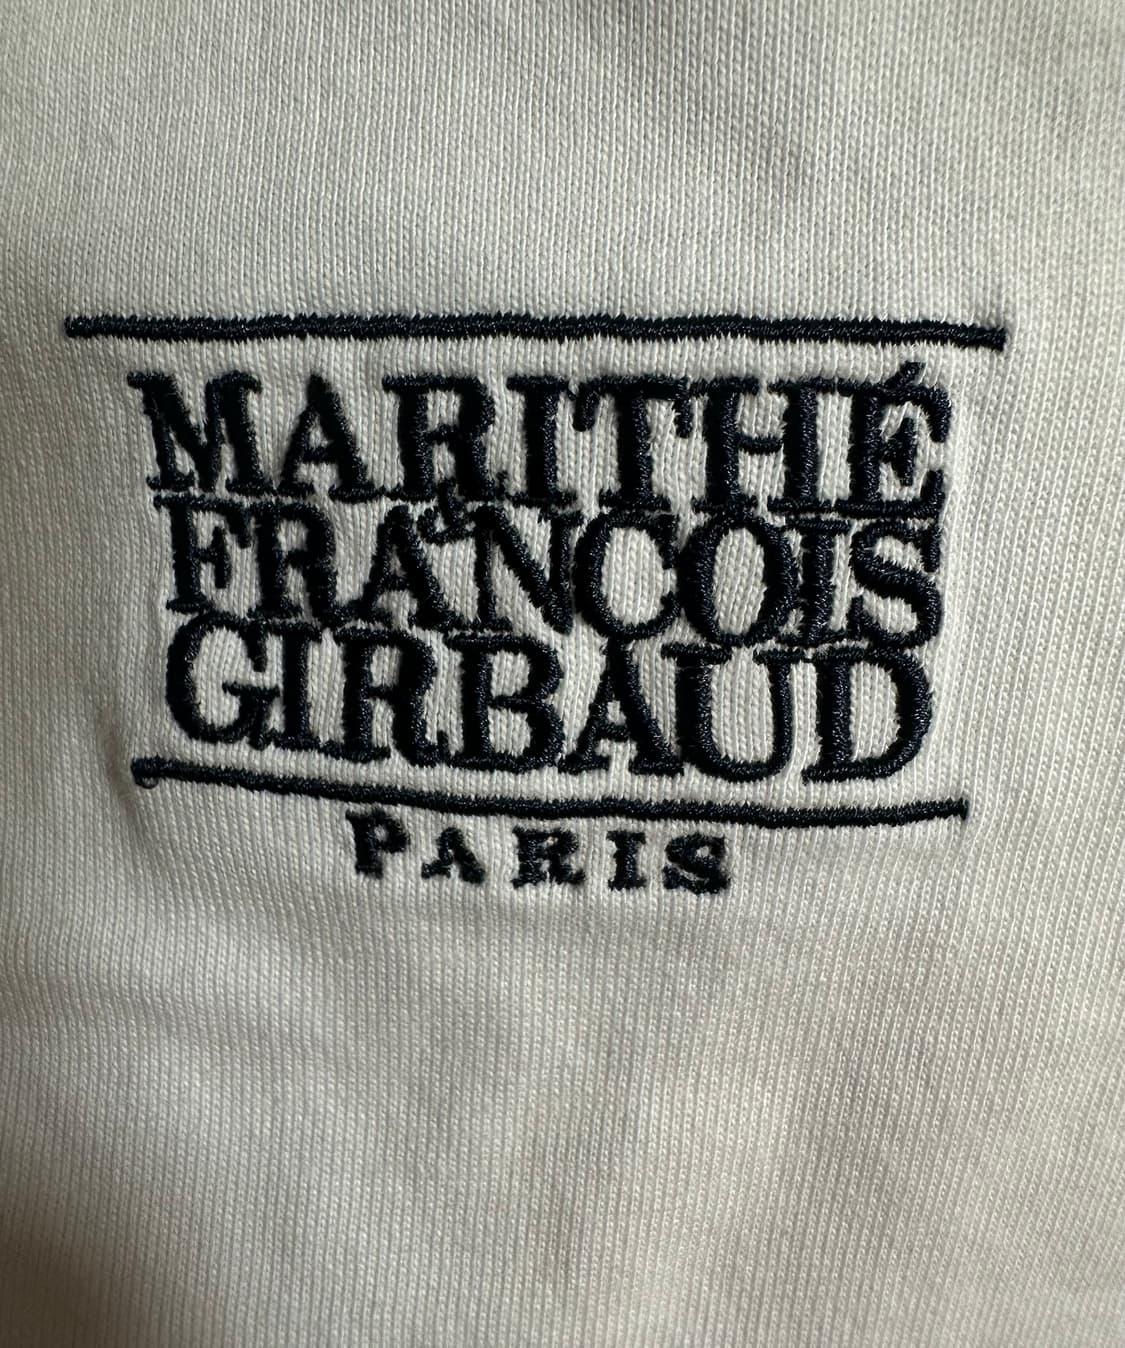 MARITHÉ
&
FRANCOIS
GIRBAUD
PARIS